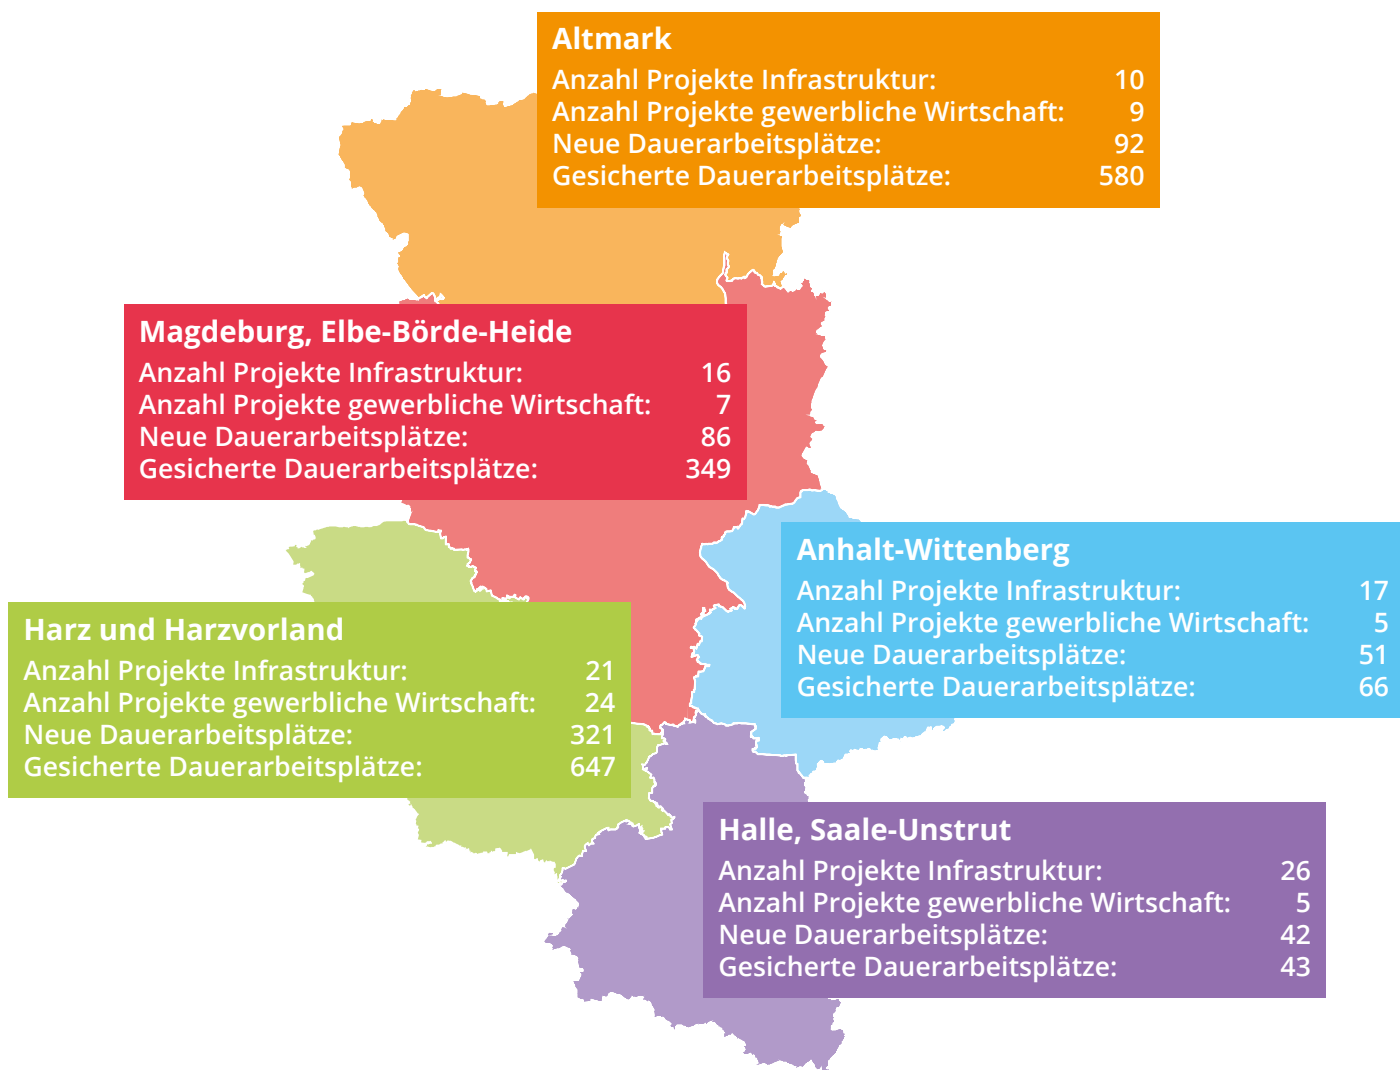 Altmark
Anzahl Projekte Infrastruktur: 10
Anzahl Projekte gewerbliche Wirtschaft: 9
Neue Dauerarbeitsplätze: 92
Gesicherte Dauerarbeitsplätze: 580
Magdeburg, Elbe-Börde-Heide
Anzahl Projekte Infrastruktur: 16
Anzahl Projekte gewerbliche Wirtschaft: 7
Neue Dauerarbeitsplätze: 86
Gesicherte Dauerarbeitsplätze: 349
Anhalt-Wittenberg
Anzahl Projekte Infrastruktur: 17
Anzahl Projekte gewerbliche Wirtschaft: 5
Neue Dauerarbeitsplätze: 51
Gesicherte Dauerarbeitsplätze: 66
Harz und Harzvorland
Anzahl Projekte Infrastruktur: 21
Anzahl Projekte gewerbliche Wirtschaft: 24
Neue Dauerarbeitsplätze: 321
Gesicherte Dauerarbeitsplätze: 647
Halle, Saale-Unstrut
Anzahl Projekte Infrastruktur: 26
Anzahl Projekte gewerbliche Wirtschaft: 5
Neue Dauerarbeitsplätze: 42
Gesicherte Dauerarbeitsplätze: 43